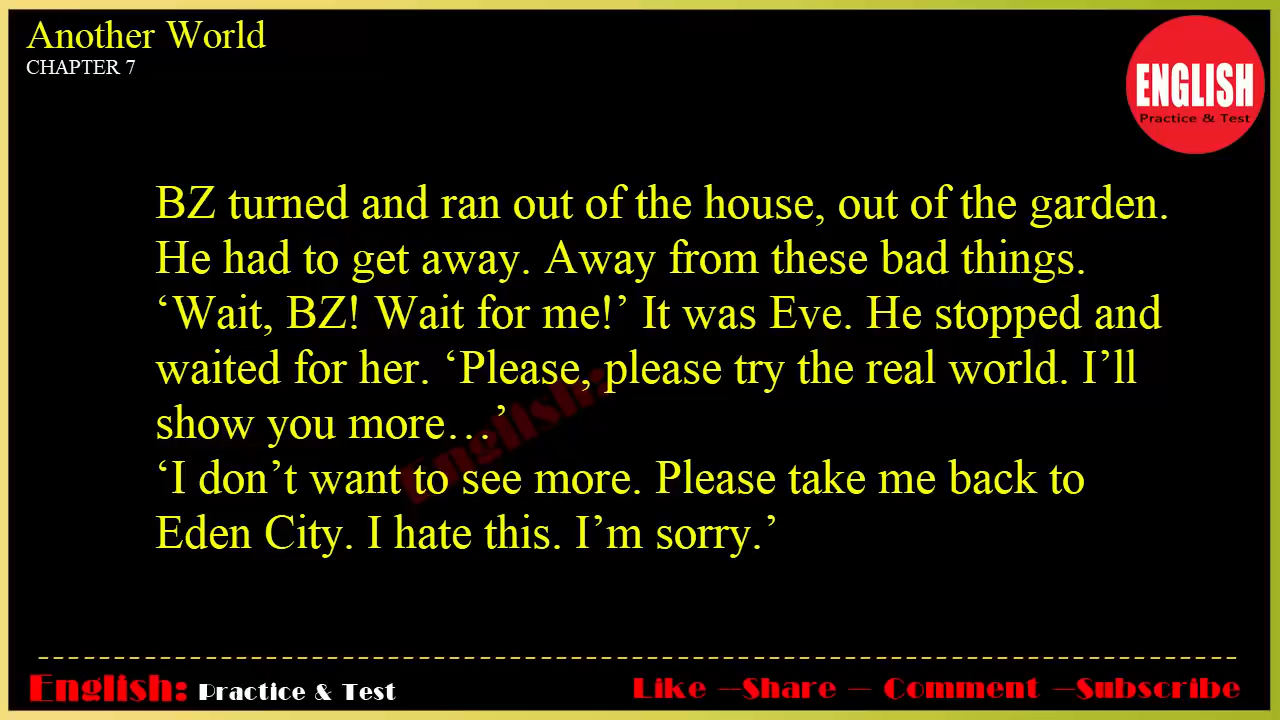 Another World
CHAPTER 7
ENGLISH
Practice & Test
BZ turned and ran out of the house, out of the garden.
He had to get away. Away from these bad things.
‘Wait, BZ! Wait for me!’ It was Eve. He stopped and
waited for her. ‘Please, please try the real world. I’ll
show you more…’
‘I don’t want to see more. Please take me back to
Eden City. I hate this. I’m sorry.’
English:
English: Practice & Test
Like —Share — Comment —Subscribe